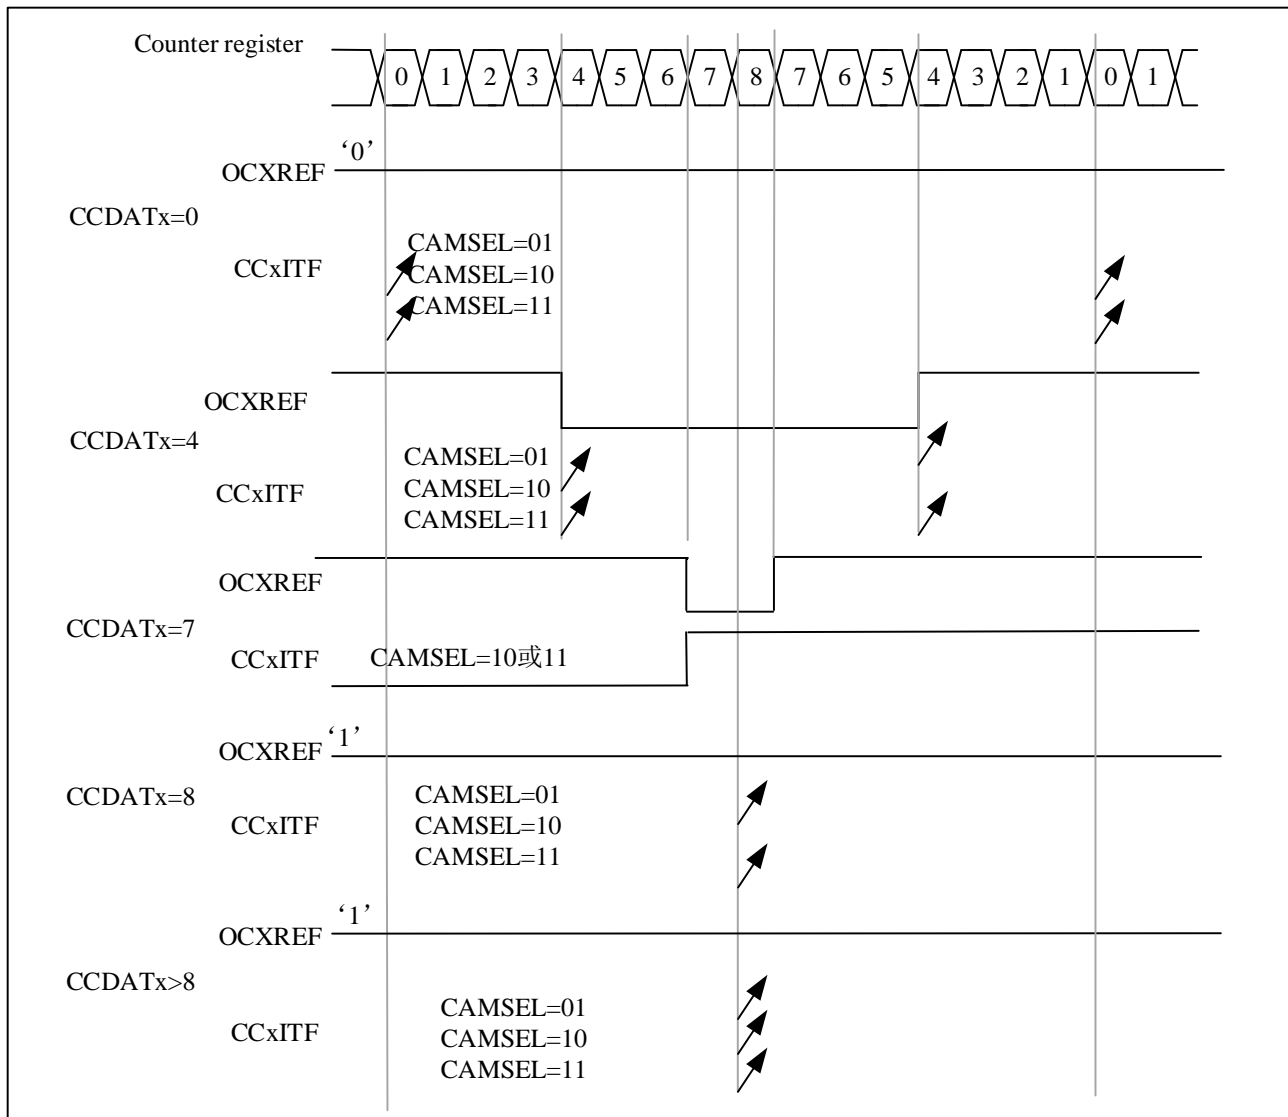 Counter register
0 1 2 3 4 5 6 7 8 7 6 5 4 3 2 1 0 1
‘0’
OCXREF
CCDATx=0
CAMSEL=01
CCxITF
CAMSEL=10
CAMSEL=11
OCXREF
CCDATx=4
CAMSEL=01
CCxITF
CAMSEL=10
CAMSEL=11
OCXREF
CCDATx=7
CCxITF
CAMSEL=10或11
‘1’
OCXREF
CCDATx=8
CAMSEL=01
CCxITF
CAMSEL=10
CAMSEL=11
‘1’
OCXREF
CCDATx>8
CAMSEL=01
CCxITF
CAMSEL=10
CAMSEL=11